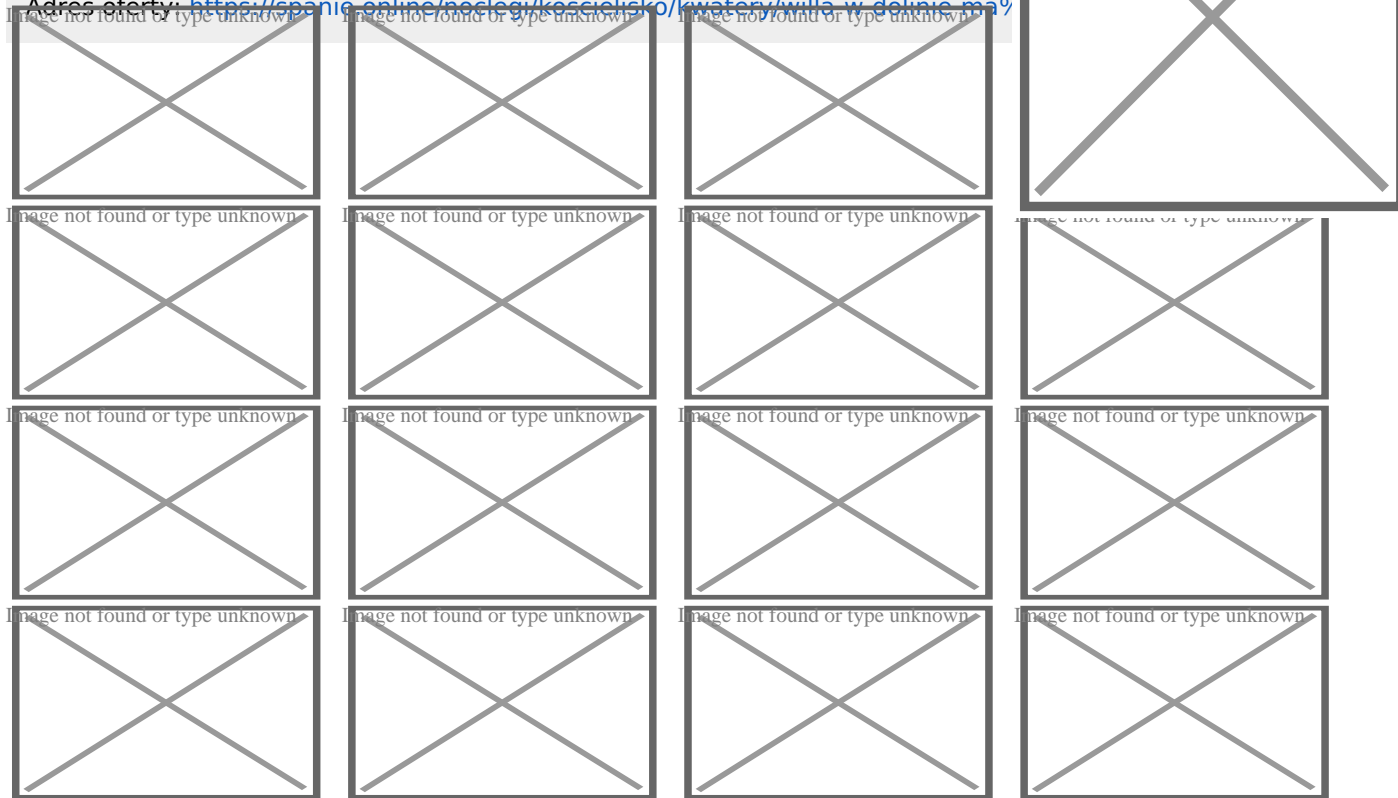 Adres oferty: https://spanie.online/noclegi/koscielisko/kwatery/willa-w-dolinie-ma%
Image not found or type unknown Image not found or type unknown Image not found or type unknown
Image not found or type unknown Image not found or type unknown Image not found or type unknown Image not found or type unknown
Image not found or type unknown Image not found or type unknown Image not found or type unknown Image not found or type unknown
Image not found or type unknown Image not found or type unknown Image not found or type unknown Image not found or type unknown